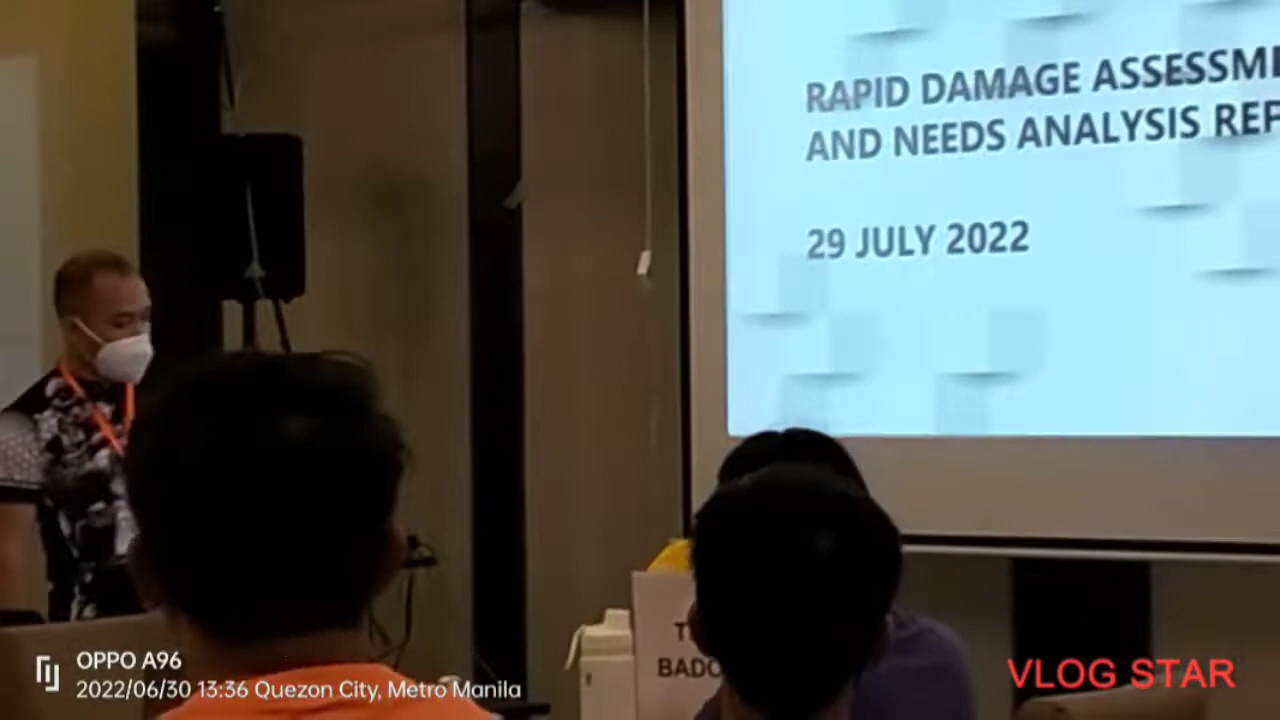 RAPID DAMAGE ASSESSM
AND NEEDS ANALYSIS REP
29 JULY 2022
BADO
OPPO A96
2022/06/30 13:36 Quezon City, Metro Manila
VLOG STAR